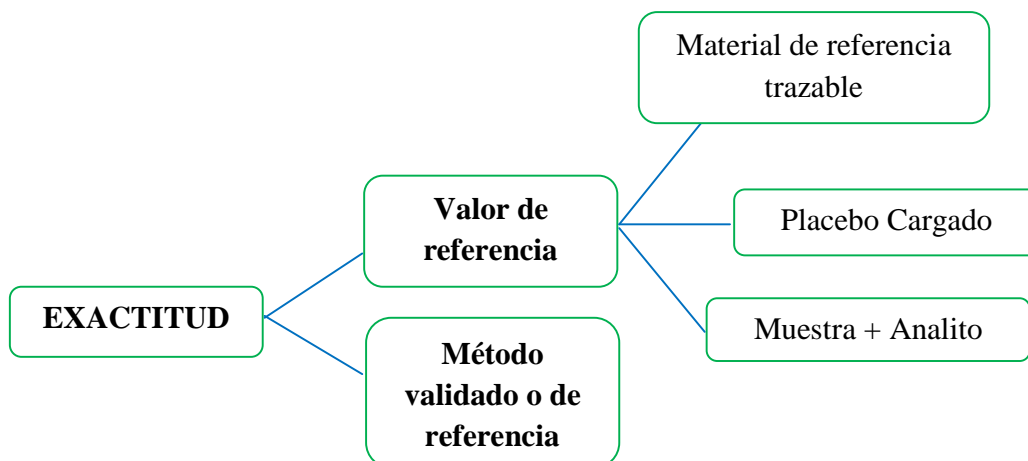 Material de referencia
trazable
Valor de
referencia
Placebo Cargado
EXACTITUD
Muestra + Analito
Método
validado o de
referencia